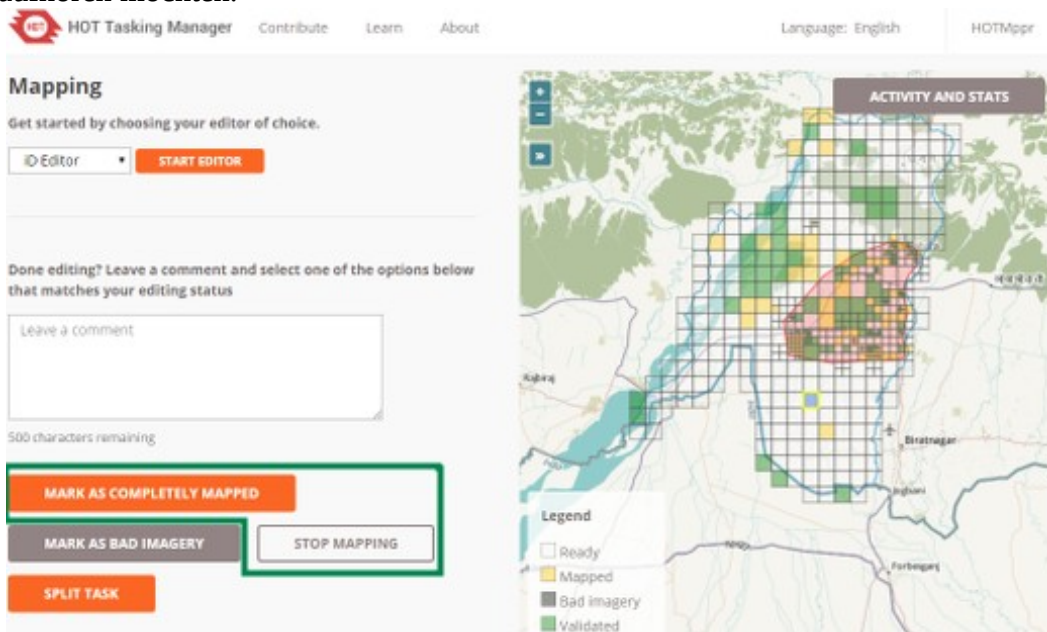 HOT Tasking Manager Contribute Learn About Language: English HOTMppr
Mapping
Get started by choosing your editor of choice.
iD Editor START EDITOR
ACTIVITY AND STATS
Done editing? Leave a comment and select one of the options below
that matches your editing status
Leave a comment
500 characters remaining
MARK AS COMPLETELY MAPPED
MARK AS BAD IMAGERY STOP MAPPING
SPLIT TASK
Rajbiraj
Biratnagar
Jogbani
Forbesganj
Legend
Ready
Mapped
Bad imagery
Validated